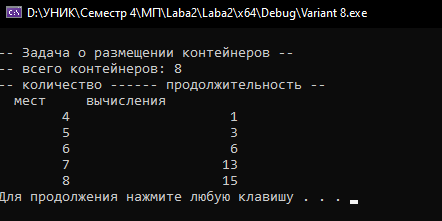 D:\УНИК\Семестр 4\МП\Laba2\Laba2\x64\Debug\Variant 8.exe
-- Задача о размещении контейнеров --
-- всего контейнеров: 8
-- количество ------ продолжительность --
мест вычисления
4 1
5 3
6 6
7 13
8 15
Для продолжения нажмите любую клавишу . . .